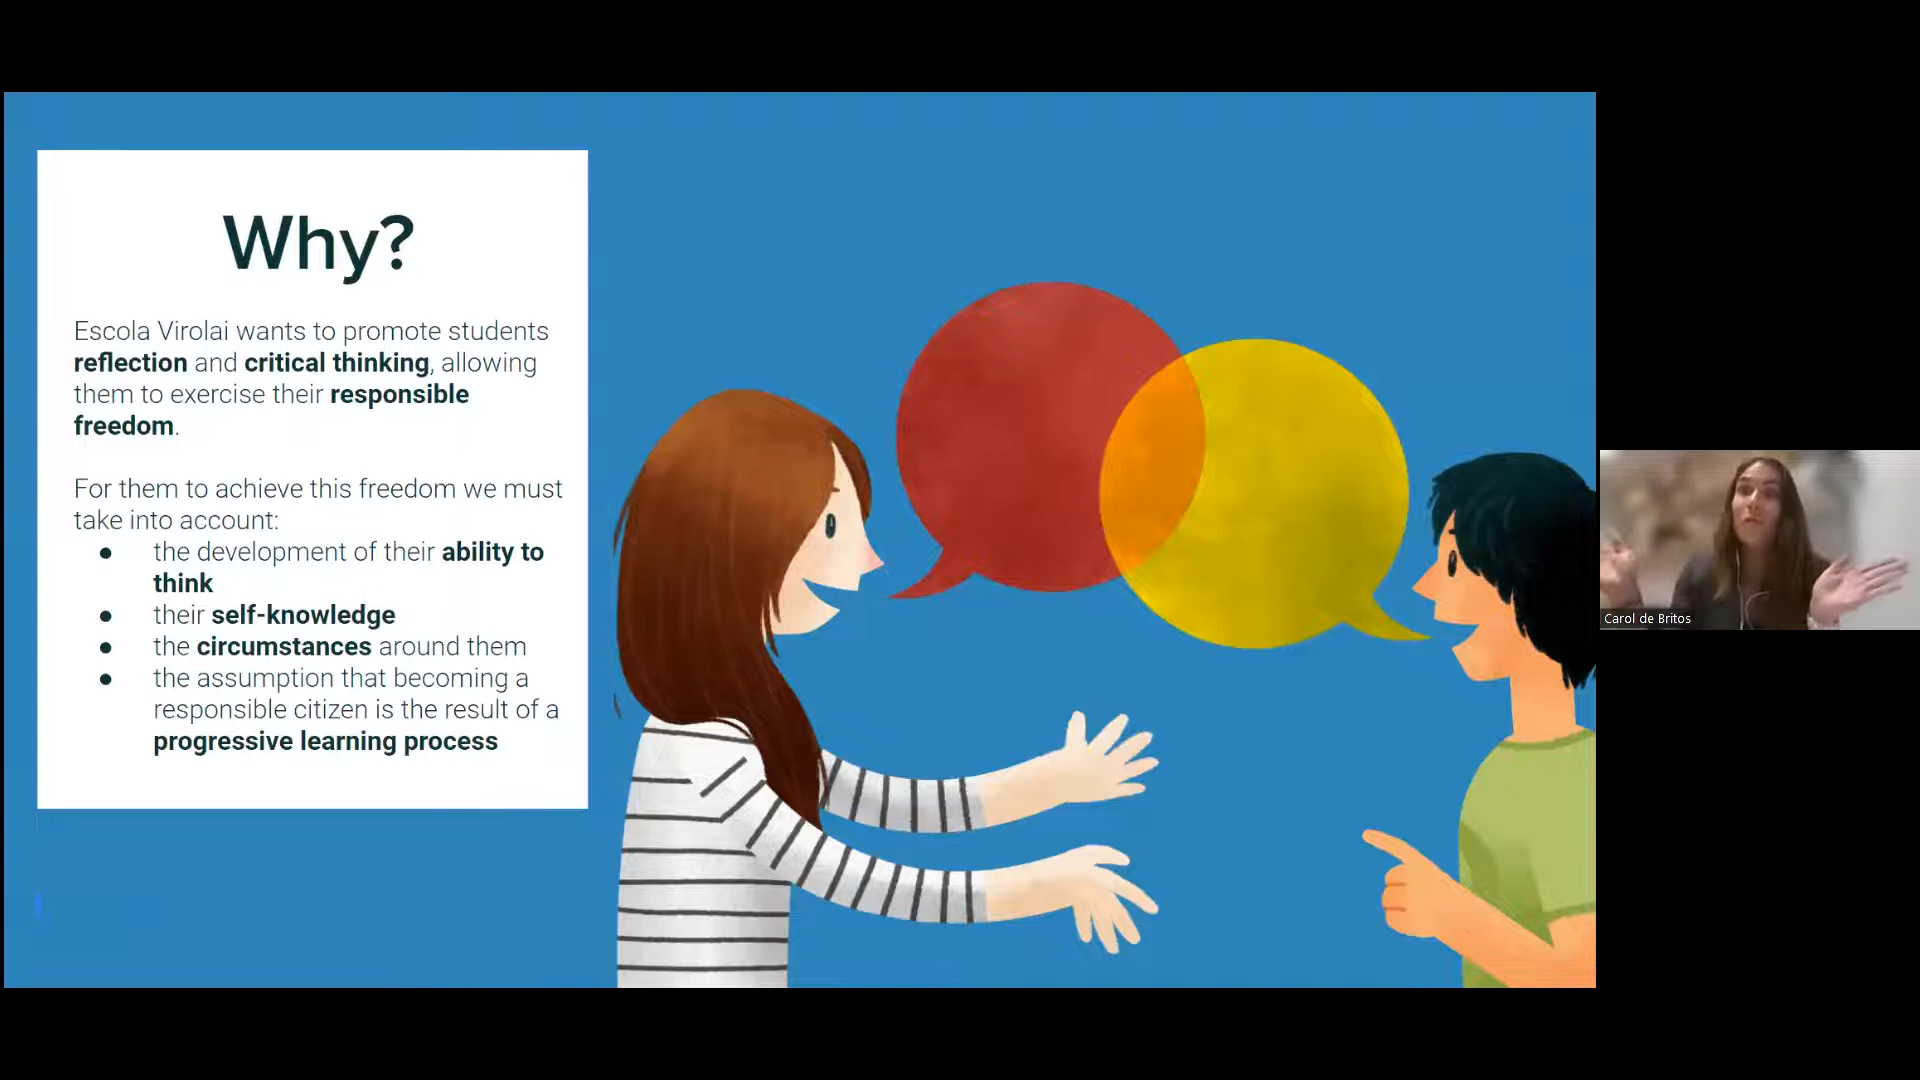 Why?
Escola Virolai wants to promote students
reflection and critical thinking, allowing
them to exercise their responsible
freedom.
For them to achieve this freedom we must
take into account:
● the development of their ability to
think
● their self-knowledge
● the circumstances around them
● the assumption that becoming a
responsible citizen is the result of a
progressive learning process
Carol de Britos